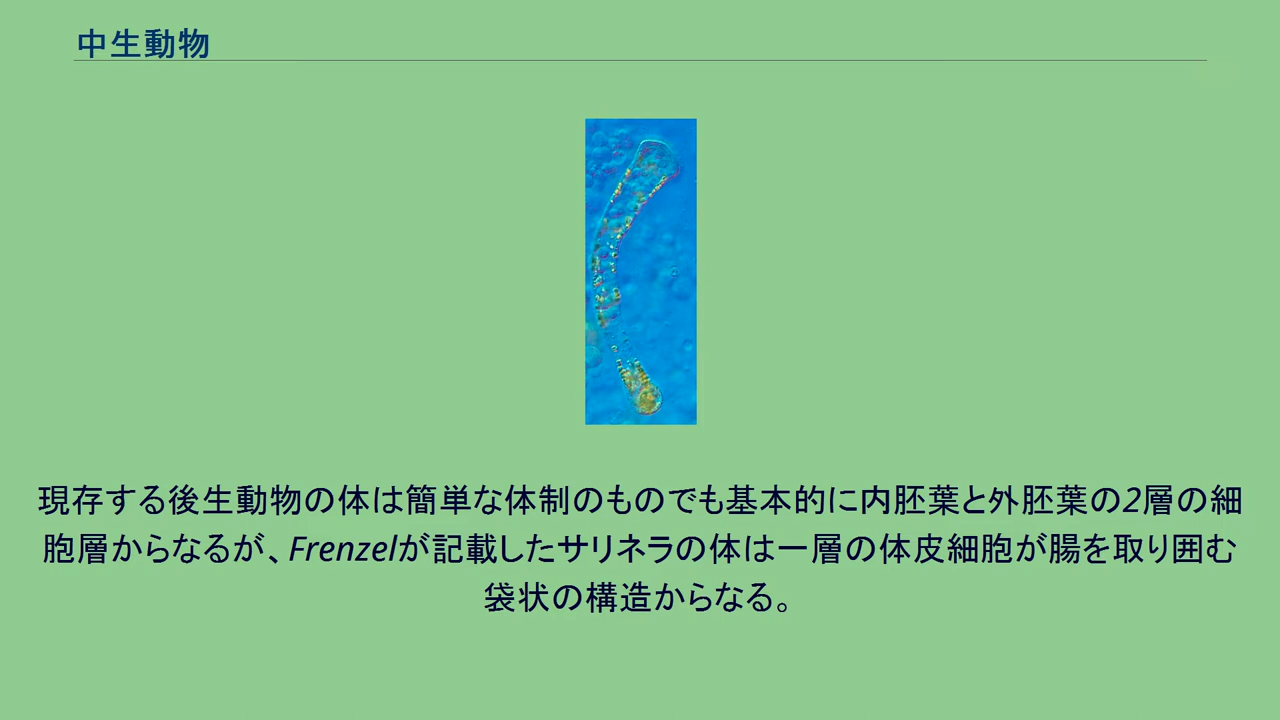 中生動物
現存する後生動物の体は簡単な体制のものでも基本的に内胚葉と外胚葉の2層の細
胞層からなるが、Frenzelが記載したサリネラの体は一層の体皮細胞が腸を取り囲む
袋状の構造からなる。